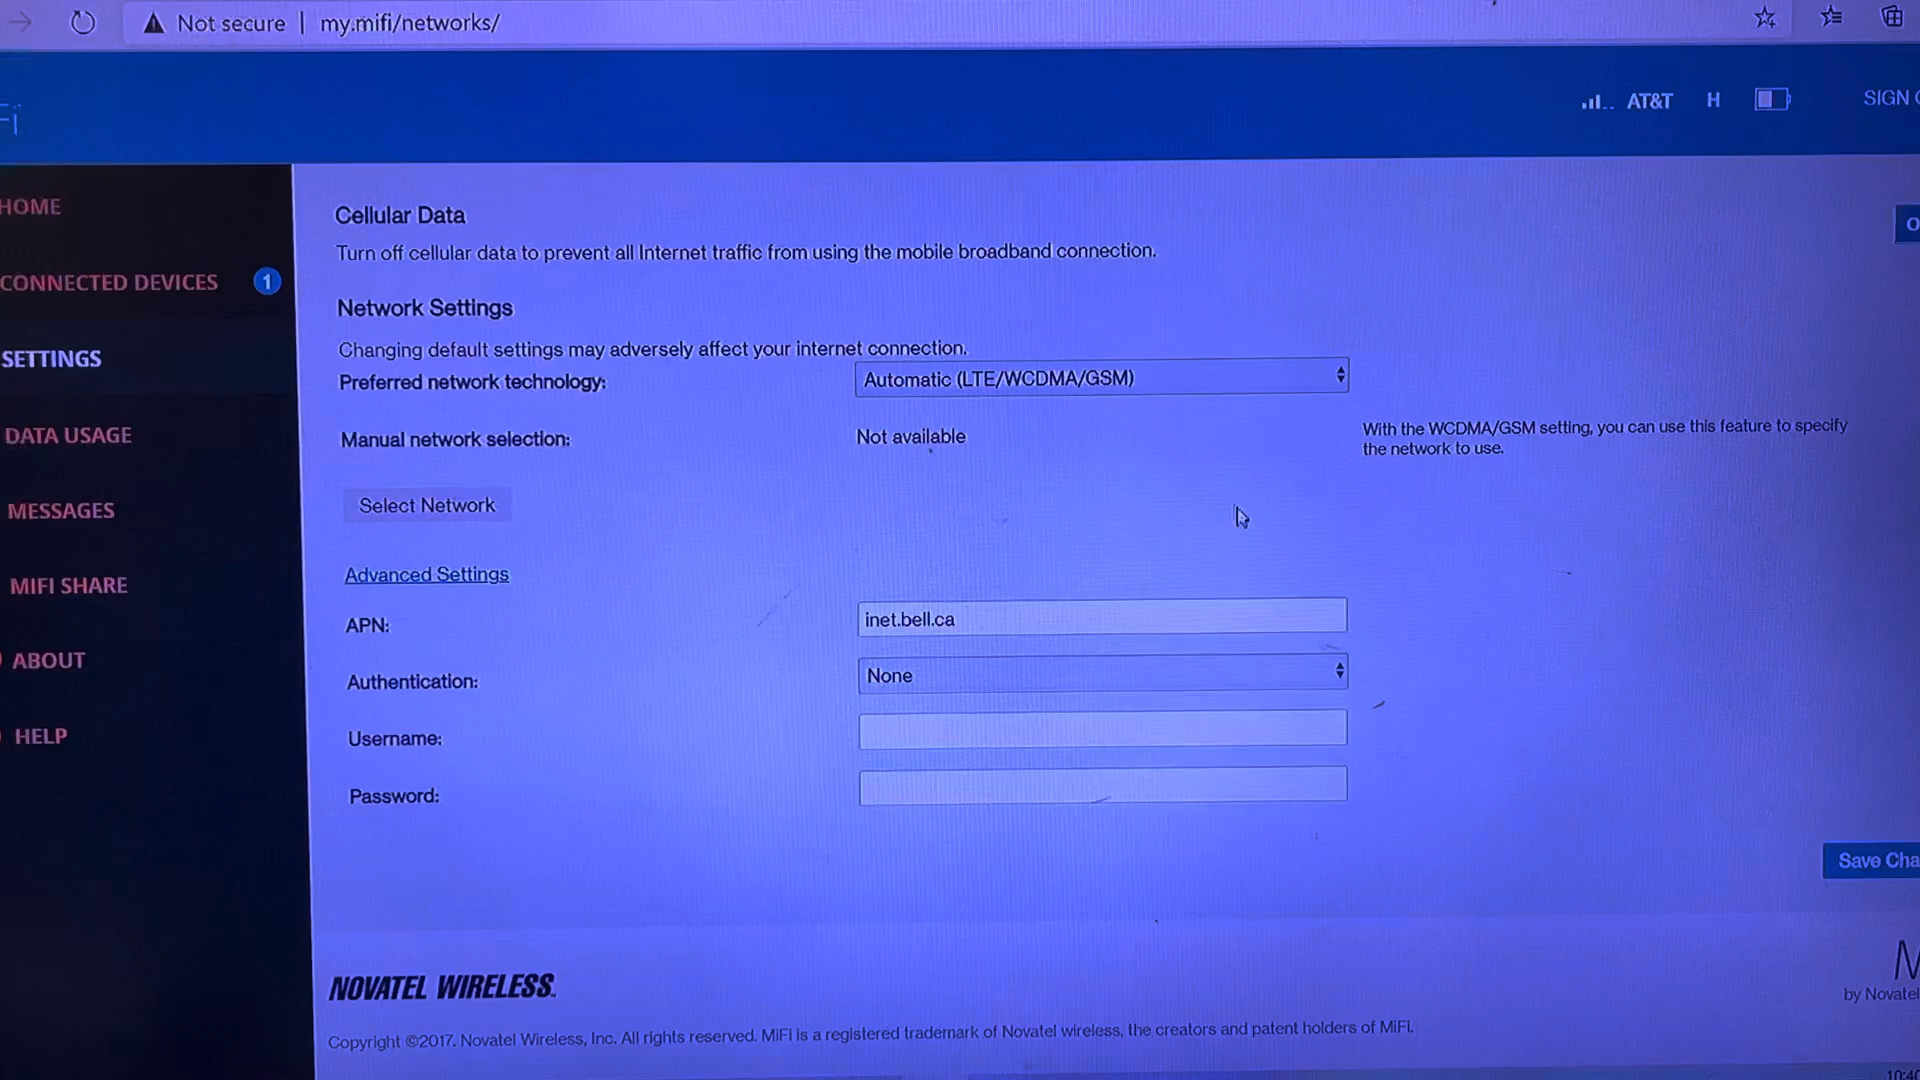 Not secure | my.mifi/networks/
AT&T H SIGN
Fi
HOME
CONNECTED DEVICES 1
SETTINGS
DATA USAGE
MESSAGES
MIFI SHARE
ABOUT
HELP
Cellular Data
Turn off cellular data to prevent all Internet traffic from using the mobile broadband connection.
Network Settings
Changing default settings may adversely affect your internet connection.
Preferred network technology: Automatic (LTE/WCDMA/GSM)
Manual network selection: Not available
With the WCDMA/GSM setting, you can use this feature to specify
the network to use.
Select Network
Advanced Settings
APN: inet.bell.ca
Authentication: None
Username:
Password:
Save Cha
NOVATEL WIRELESS.
by Novatel
Copyright ©2017. Novatel Wireless, Inc. All rights reserved. MiFi is a registered trademark of Novatel wireless, the creators and patent holders of MiFi.